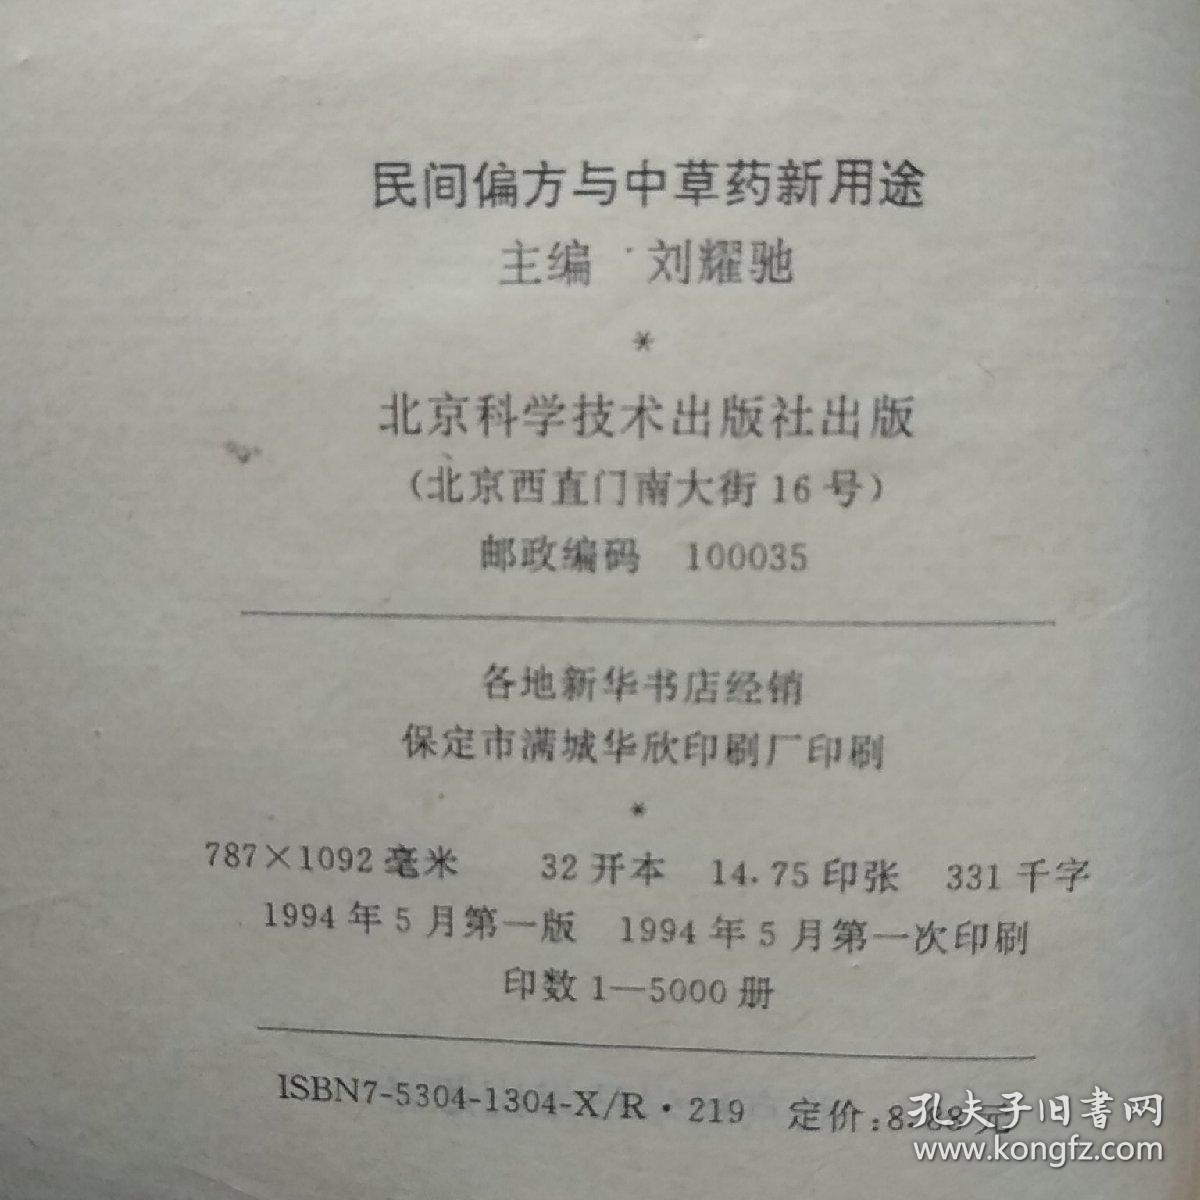 民间偏方与中草药新用途
主编 刘耀驰
*
北京科学技术出版社出版
(北京西直门南大街16号)
邮政编码 100035
各地新华书店经销
保定市满城华欣印刷厂印刷
*
787×1092毫米 32开本 14.75印张 331千字
1994年5月第一版 1994年5月第一次印刷
印数1—5000册
ISBN7-5304-1304-X/R·219 定价:8.88元
孔夫子旧书网
www.kongfz.com